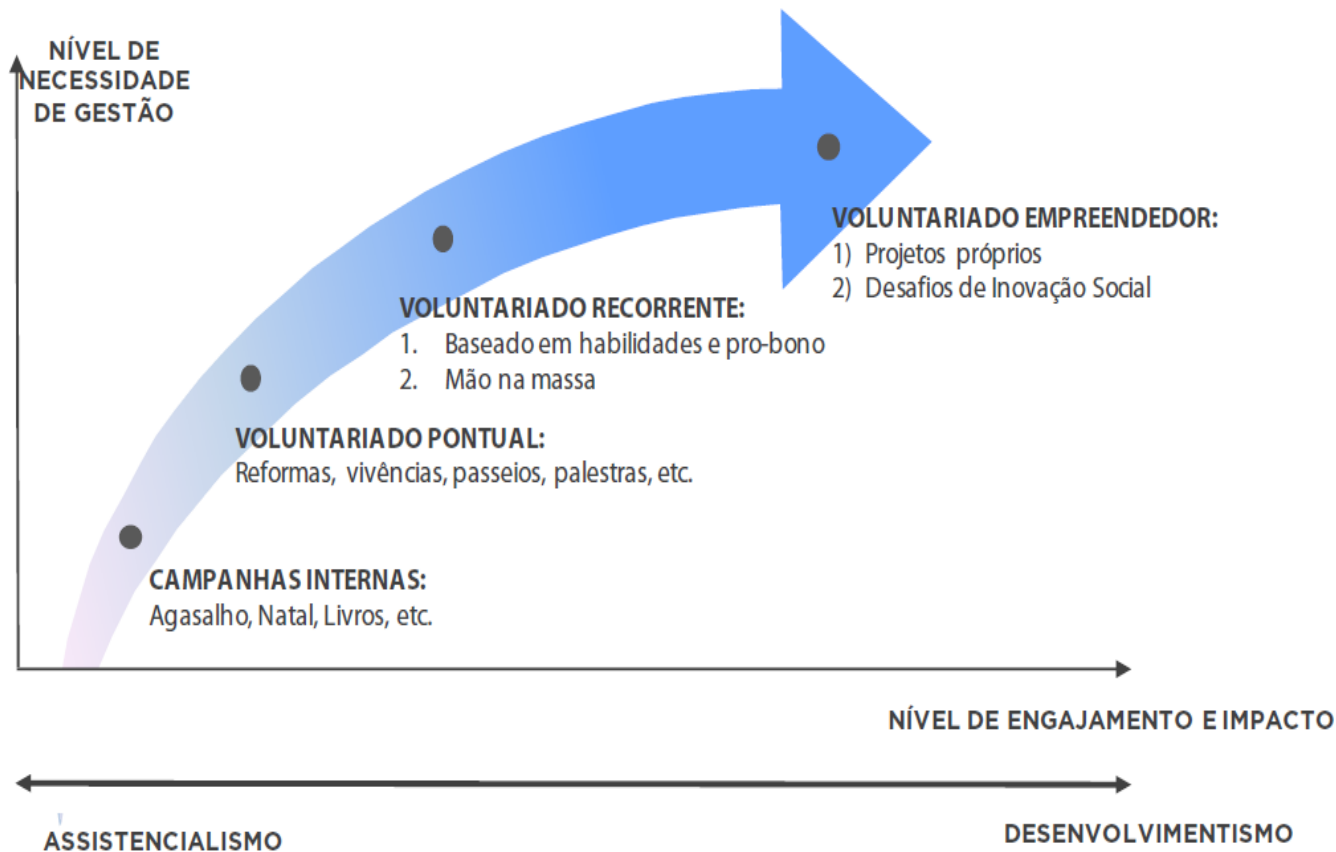 NÍVEL DE
NECESSIDADE
DE GESTÃO
VOLUNTARIADO EMPREENDEDOR:
1) Projetos próprios
2) Desafios de Inovação Social
VOLUNTARIADO RECORRENTE:
1. Baseado em habilidades e pro-bono
2. Mão na massa
VOLUNTARIADO PONTUAL:
Reformas, vivências, passeios, palestras, etc.
CAMPANHAS INTERNAS:
Agasalho, Natal, Livros, etc.
NÍVEL DE ENGAJAMENTO E IMPACTO
ASSISTENCIALISMO
DESENVOLVIMENTISMO